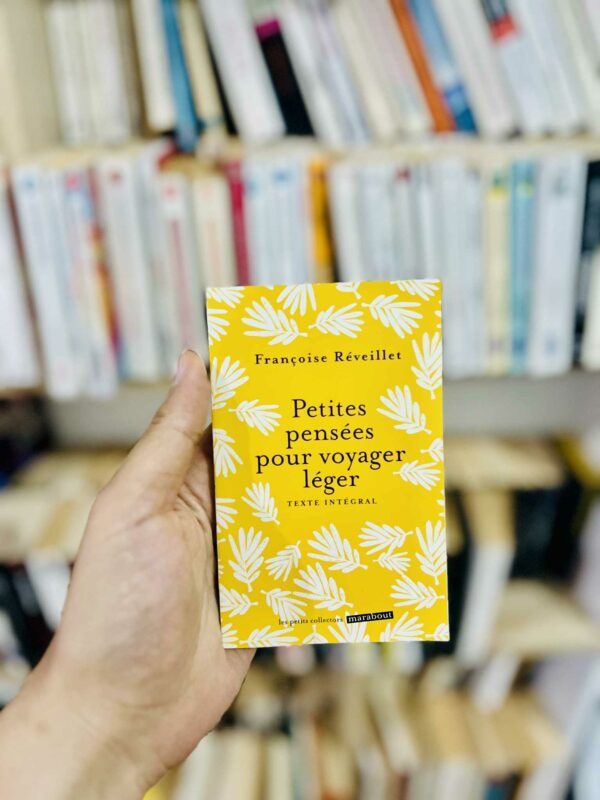 Françoise Réveillet
Petites
pensées
pour voyager
léger
TEXTE INTÉGRAL
les petits collectors marabout